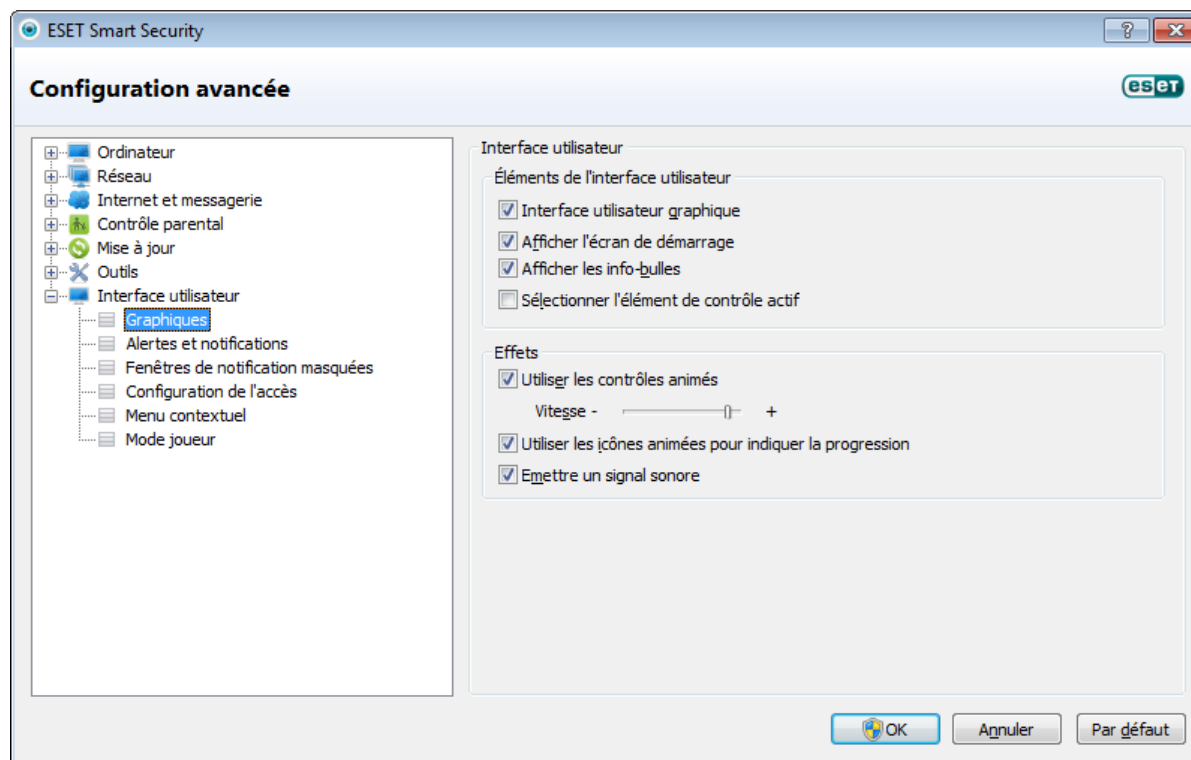 ESET Smart Security
Configuration avancée
eset
Ordinateur
Réseau
Internet et messagerie
Contrôle parental
Mise à jour
Outils
Interface utilisateur
Graphiques
Alertes et notifications
Fenêtres de notification masquées
Configuration de l'accès
Menu contextuel
Mode joueur
Interface utilisateur
Éléments de l'interface utilisateur
Interface utilisateur graphique
Afficher l'écran de démarrage
Afficher les info-bulles
Sélectionner l'élément de contrôle actif
Effets
Utiliser les contrôles animés
Vitesse - +
Utiliser les icônes animées pour indiquer la progression
Emettre un signal sonore
OK Annuler Par défaut